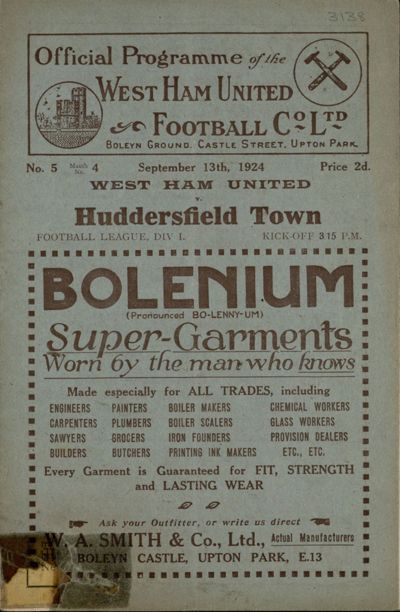 3138
Official Programme of the
WEST HAM UNITED
FOOTBALL CO LTD
BOLEYN GROUND. CASTLE STREET. UPTON PARK.
No. 5 Match No. 4 September 13th, 1924 Price 2d.
WEST HAM UNITED
v.
Huddersfield Town
FOOTBALL LEAGUE, DIV I. KICK-OFF 3·15 P.M.
BOLENIUM
(Pronounced BO-LENNY-UM)
Super-Garments
Worn by the man who knows
Made especially for ALL TRADES, including
ENGINEERS PAINTERS BOILER MAKERS CHEMICAL WORKERS
CARPENTERS PLUMBERS BOILER SCALERS GLASS WORKERS
SAWYERS GROCERS IRON FOUNDERS PROVISION DEALERS
BUILDERS BUTCHERS PRINTING INK MAKERS ETC., ETC.
Every Garment is Guaranteed for FIT, STRENGTH
and LASTING WEAR
Ask your Outfitter, or write us direct
W. A. SMITH & Co., Ltd., Actual Manufacturers
BOLEYN CASTLE, UPTON PARK, E.13